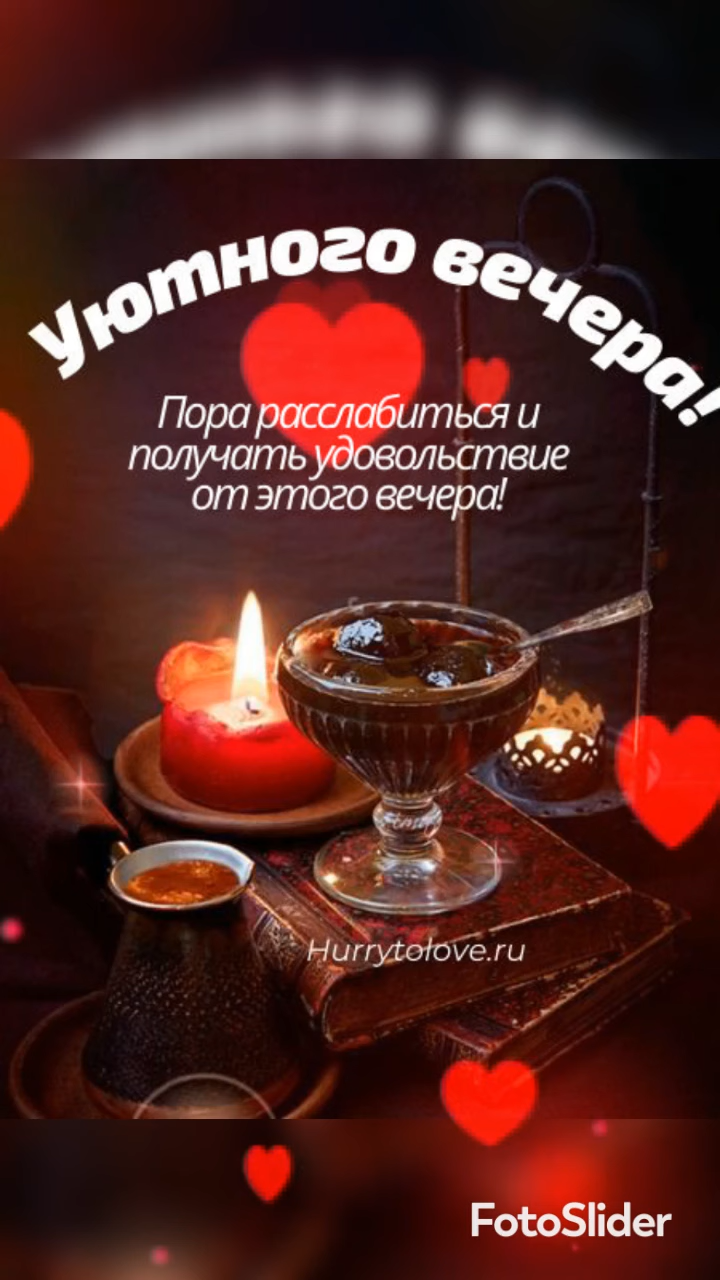 Уютного вечера!
Пора расслабиться и
получать удовольствие
от этого вечера!
Hurrytolove.ru
FotoSlider